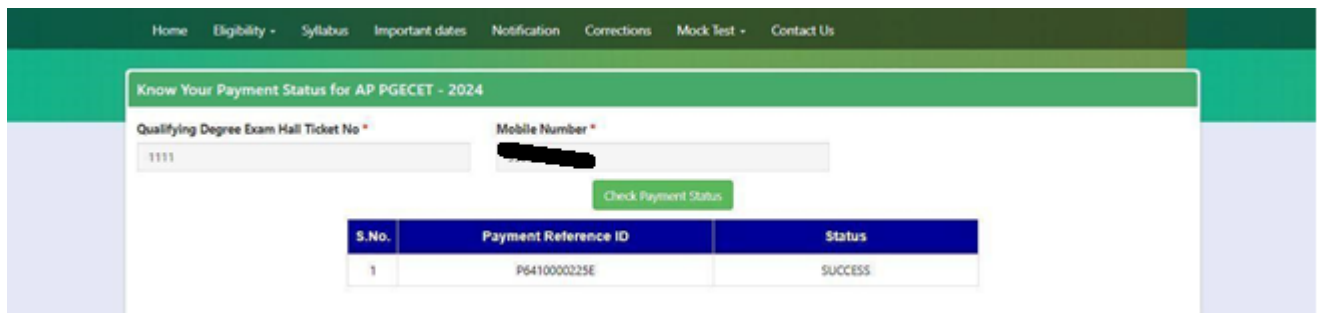 Home Eligibility Syllabus Important dates Notification Corrections Mock Test Contact Us
Know Your Payment Status for AP PGECET - 2024
Qualifying Degree Exam Hall Ticket No * Mobile Number *
1111
Check Payment Status
S.No. Payment Reference ID Status
1 P6410000225E SUCCESS